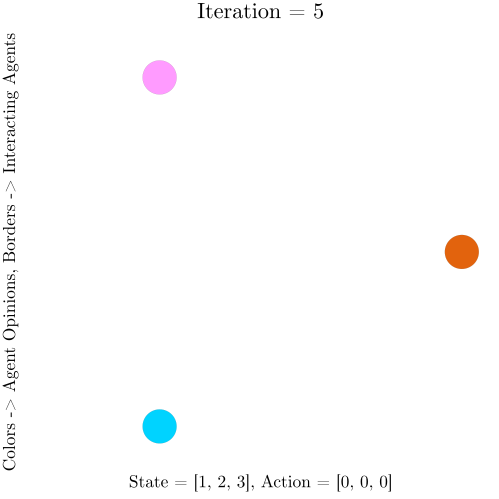 Iteration = 5
Colors -> Agent Opinions, Borders -> Interacting Agents
State = [1, 2, 3], Action = [0, 0, 0]